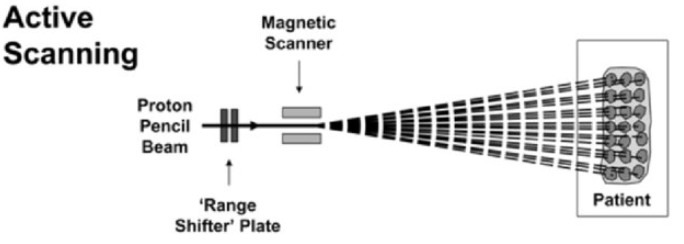 Active
Scanning
Magnetic
Scanner
Proton
Pencil
Beam
'Range
Shifter' Plate
Patient